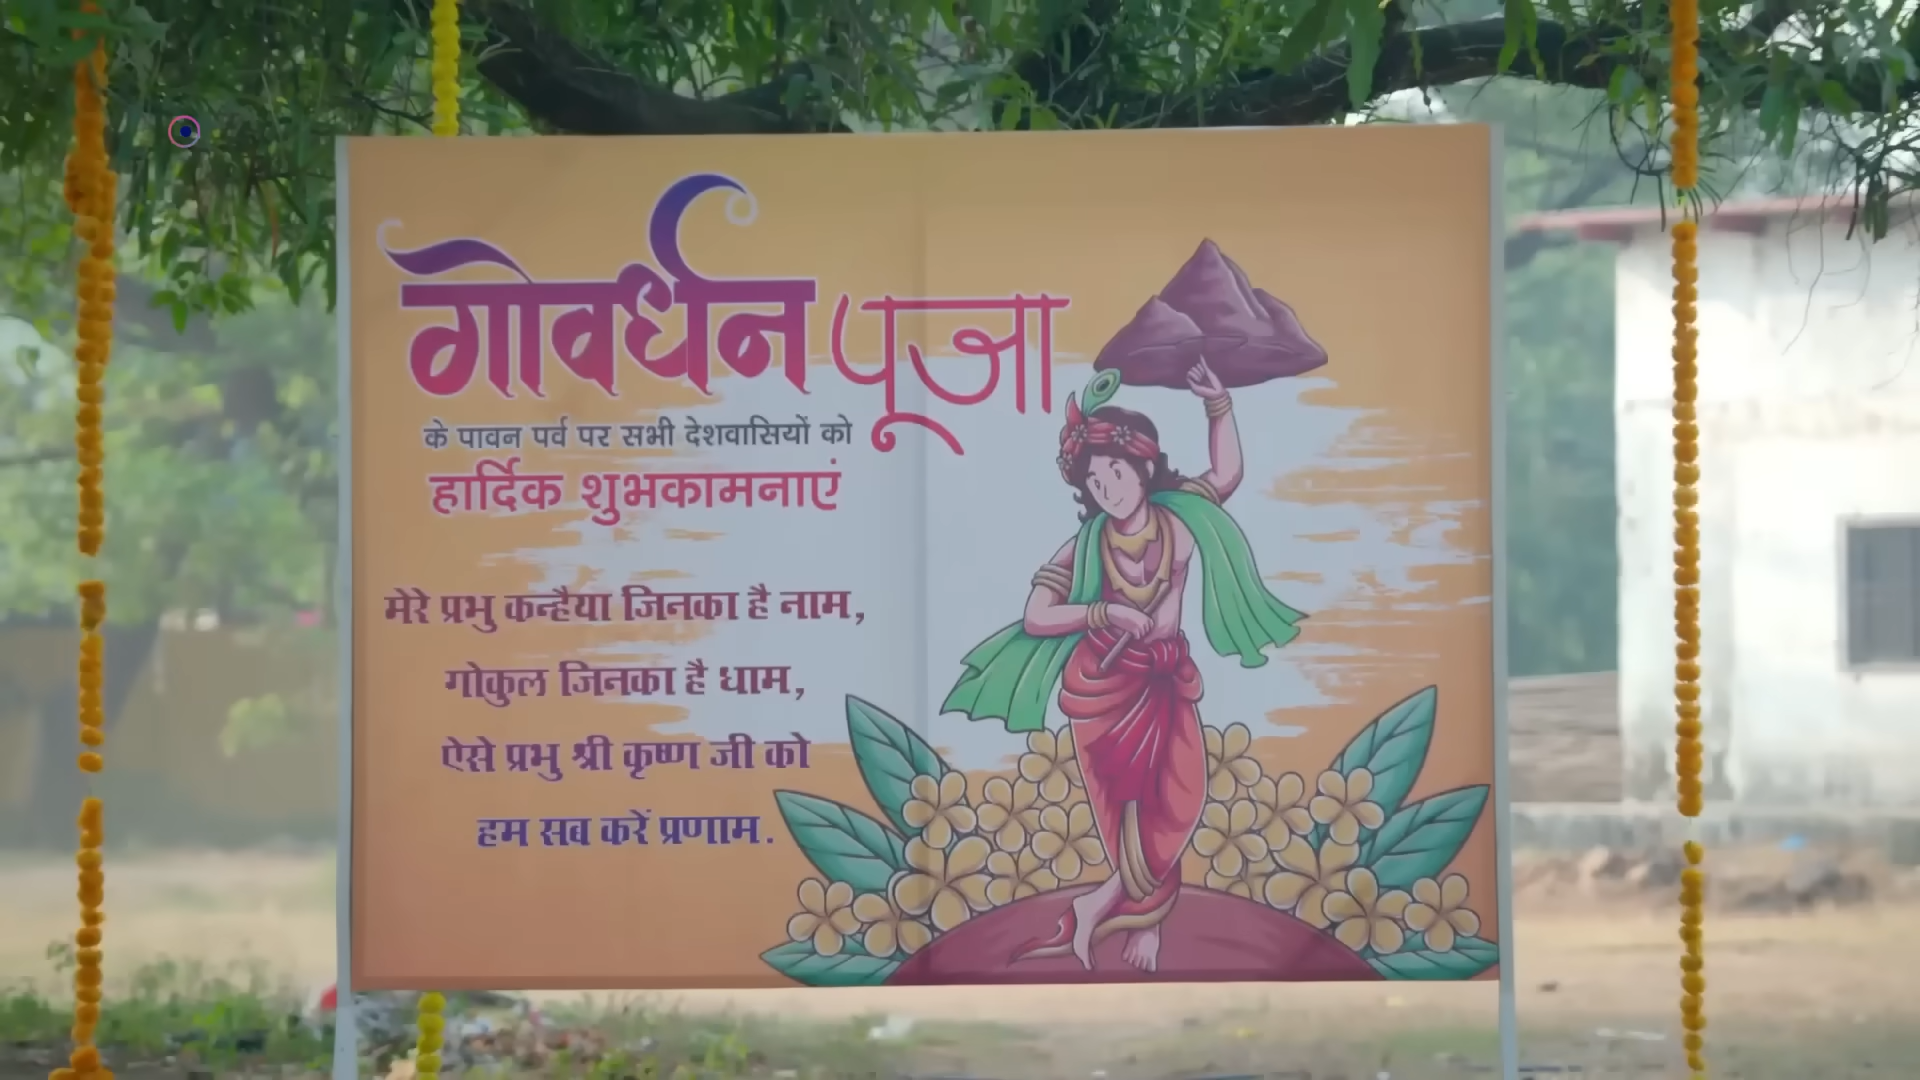 गोवर्धन पूजा
के पावन पर्व पर सभी देशवासियों को
हार्दिक शुभकामनाएं
मेरे प्रभु कन्हैया जिनका है नाम,
गोकुल जिनका है धाम,
ऐसे प्रभु श्री कृष्ण जी को
हम सब करें प्रणाम.